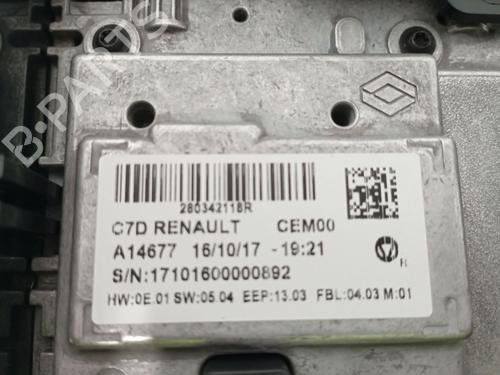 B-PARTS
280342118R
C7D RENAULT CEM00
A14677 16/10/17 -19:21
S/N:17101600000892
HW:0E.01 SW:05.04 EEP:13.03 FBL:04.03 M:01